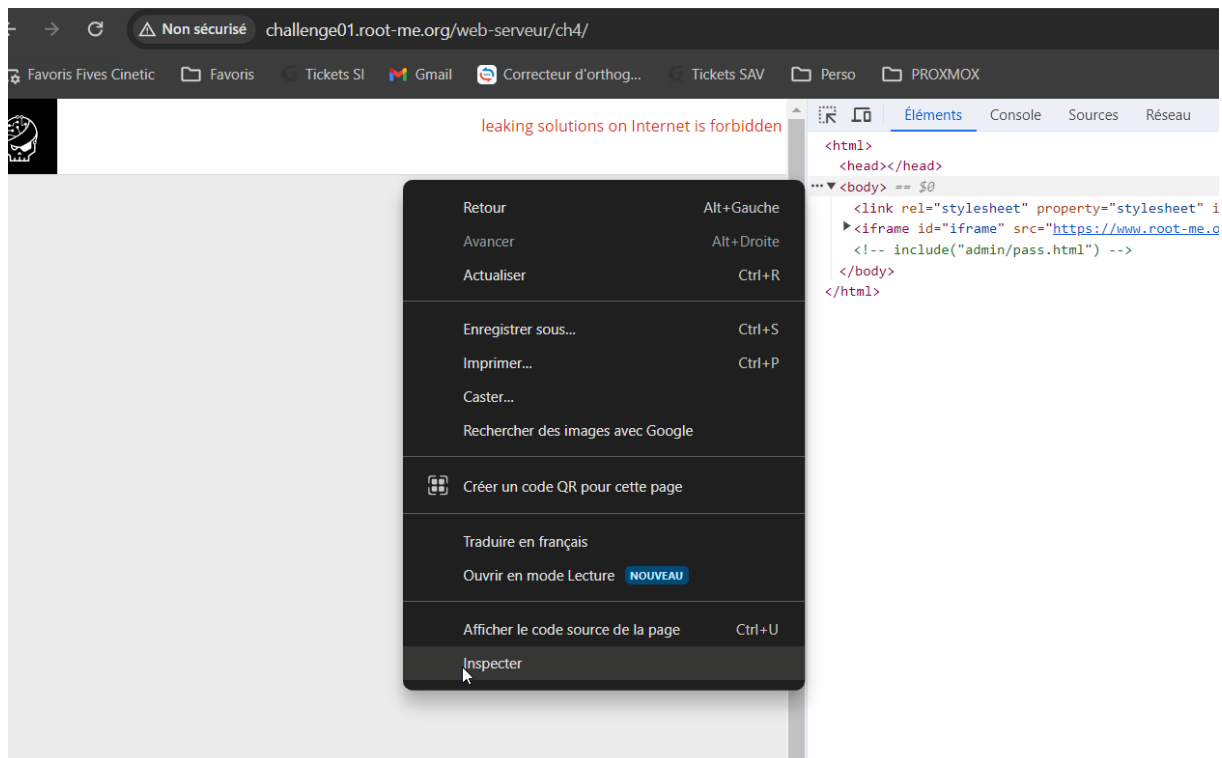 Non sécurisé challenge01.root-me.org/web-serveur/ch4/
Favoris Fives Cinetic Favoris Tickets SI Gmail Correcteur d'orthog... Tickets SAV Perso PROXMOX
leaking solutions on Internet is forbidden
Retour Alt+Gauche
Avancer Alt+Droite
Actualiser Ctrl+R
Enregistrer sous... Ctrl+S
Imprimer... Ctrl+P
Caster...
Rechercher des images avec Google
Créer un code QR pour cette page
Traduire en français
Ouvrir en mode Lecture NOUVEAU
Afficher le code source de la page Ctrl+U
Inspecter
Éléments Console Sources Réseau
<html>
<head></head>
<body> == $0
<link rel="stylesheet" property="stylesheet" i
<iframe id="iframe" src="https://www.root-me.o
<!-- include("admin/pass.html") -->
</body>
</html>